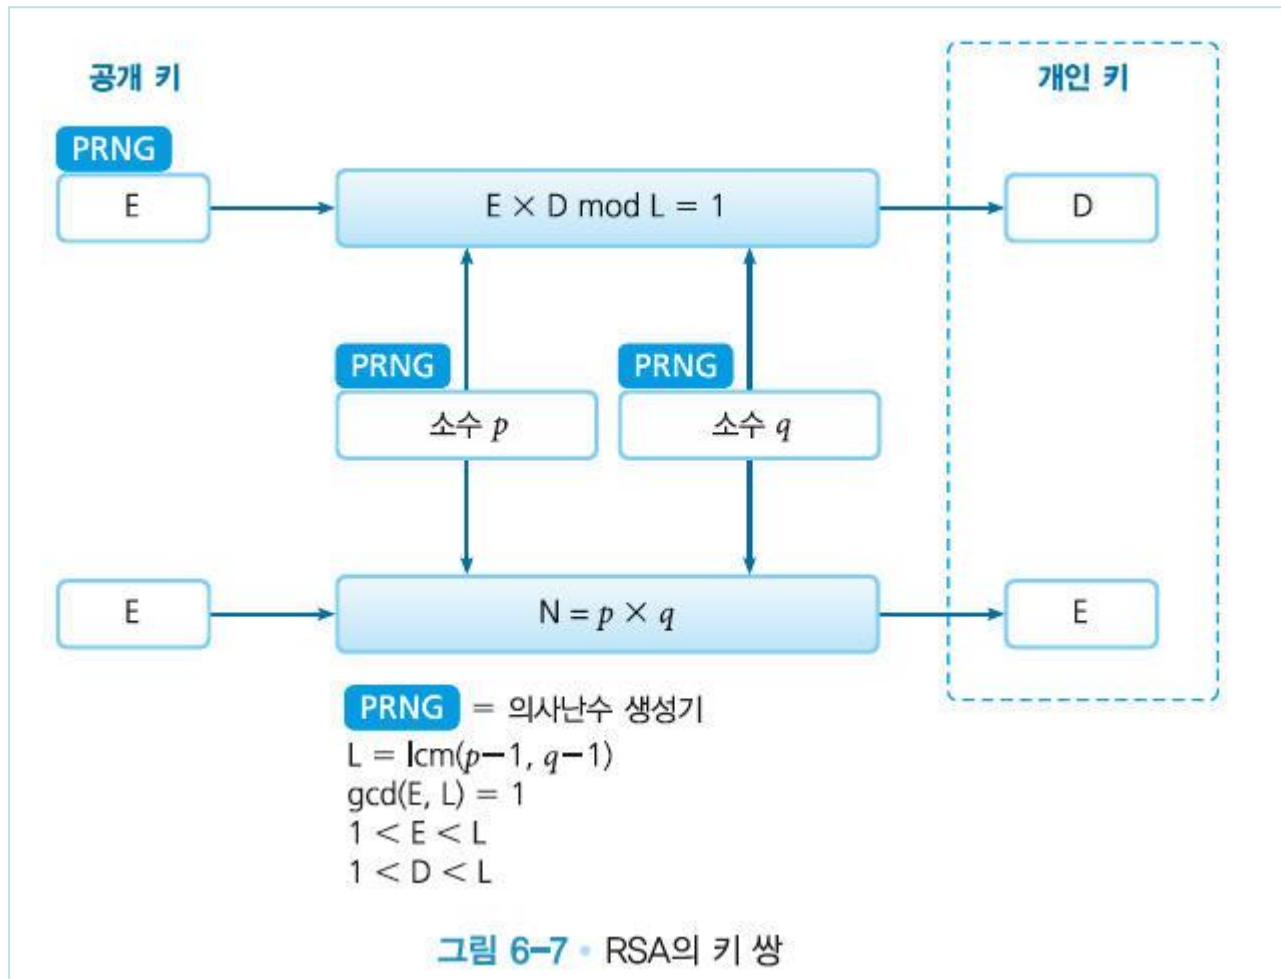 공개 키
개인 키
PRNG
E
E × D mod L = 1
D
PRNG
PRNG
소수 p
소수 q
E
N = p × q
E
PRNG = 의사난수 생성기
L = lcm(p−1, q−1)
gcd(E, L) = 1
1 < E < L
1 < D < L
그림 6-7 • RSA의 키 쌍